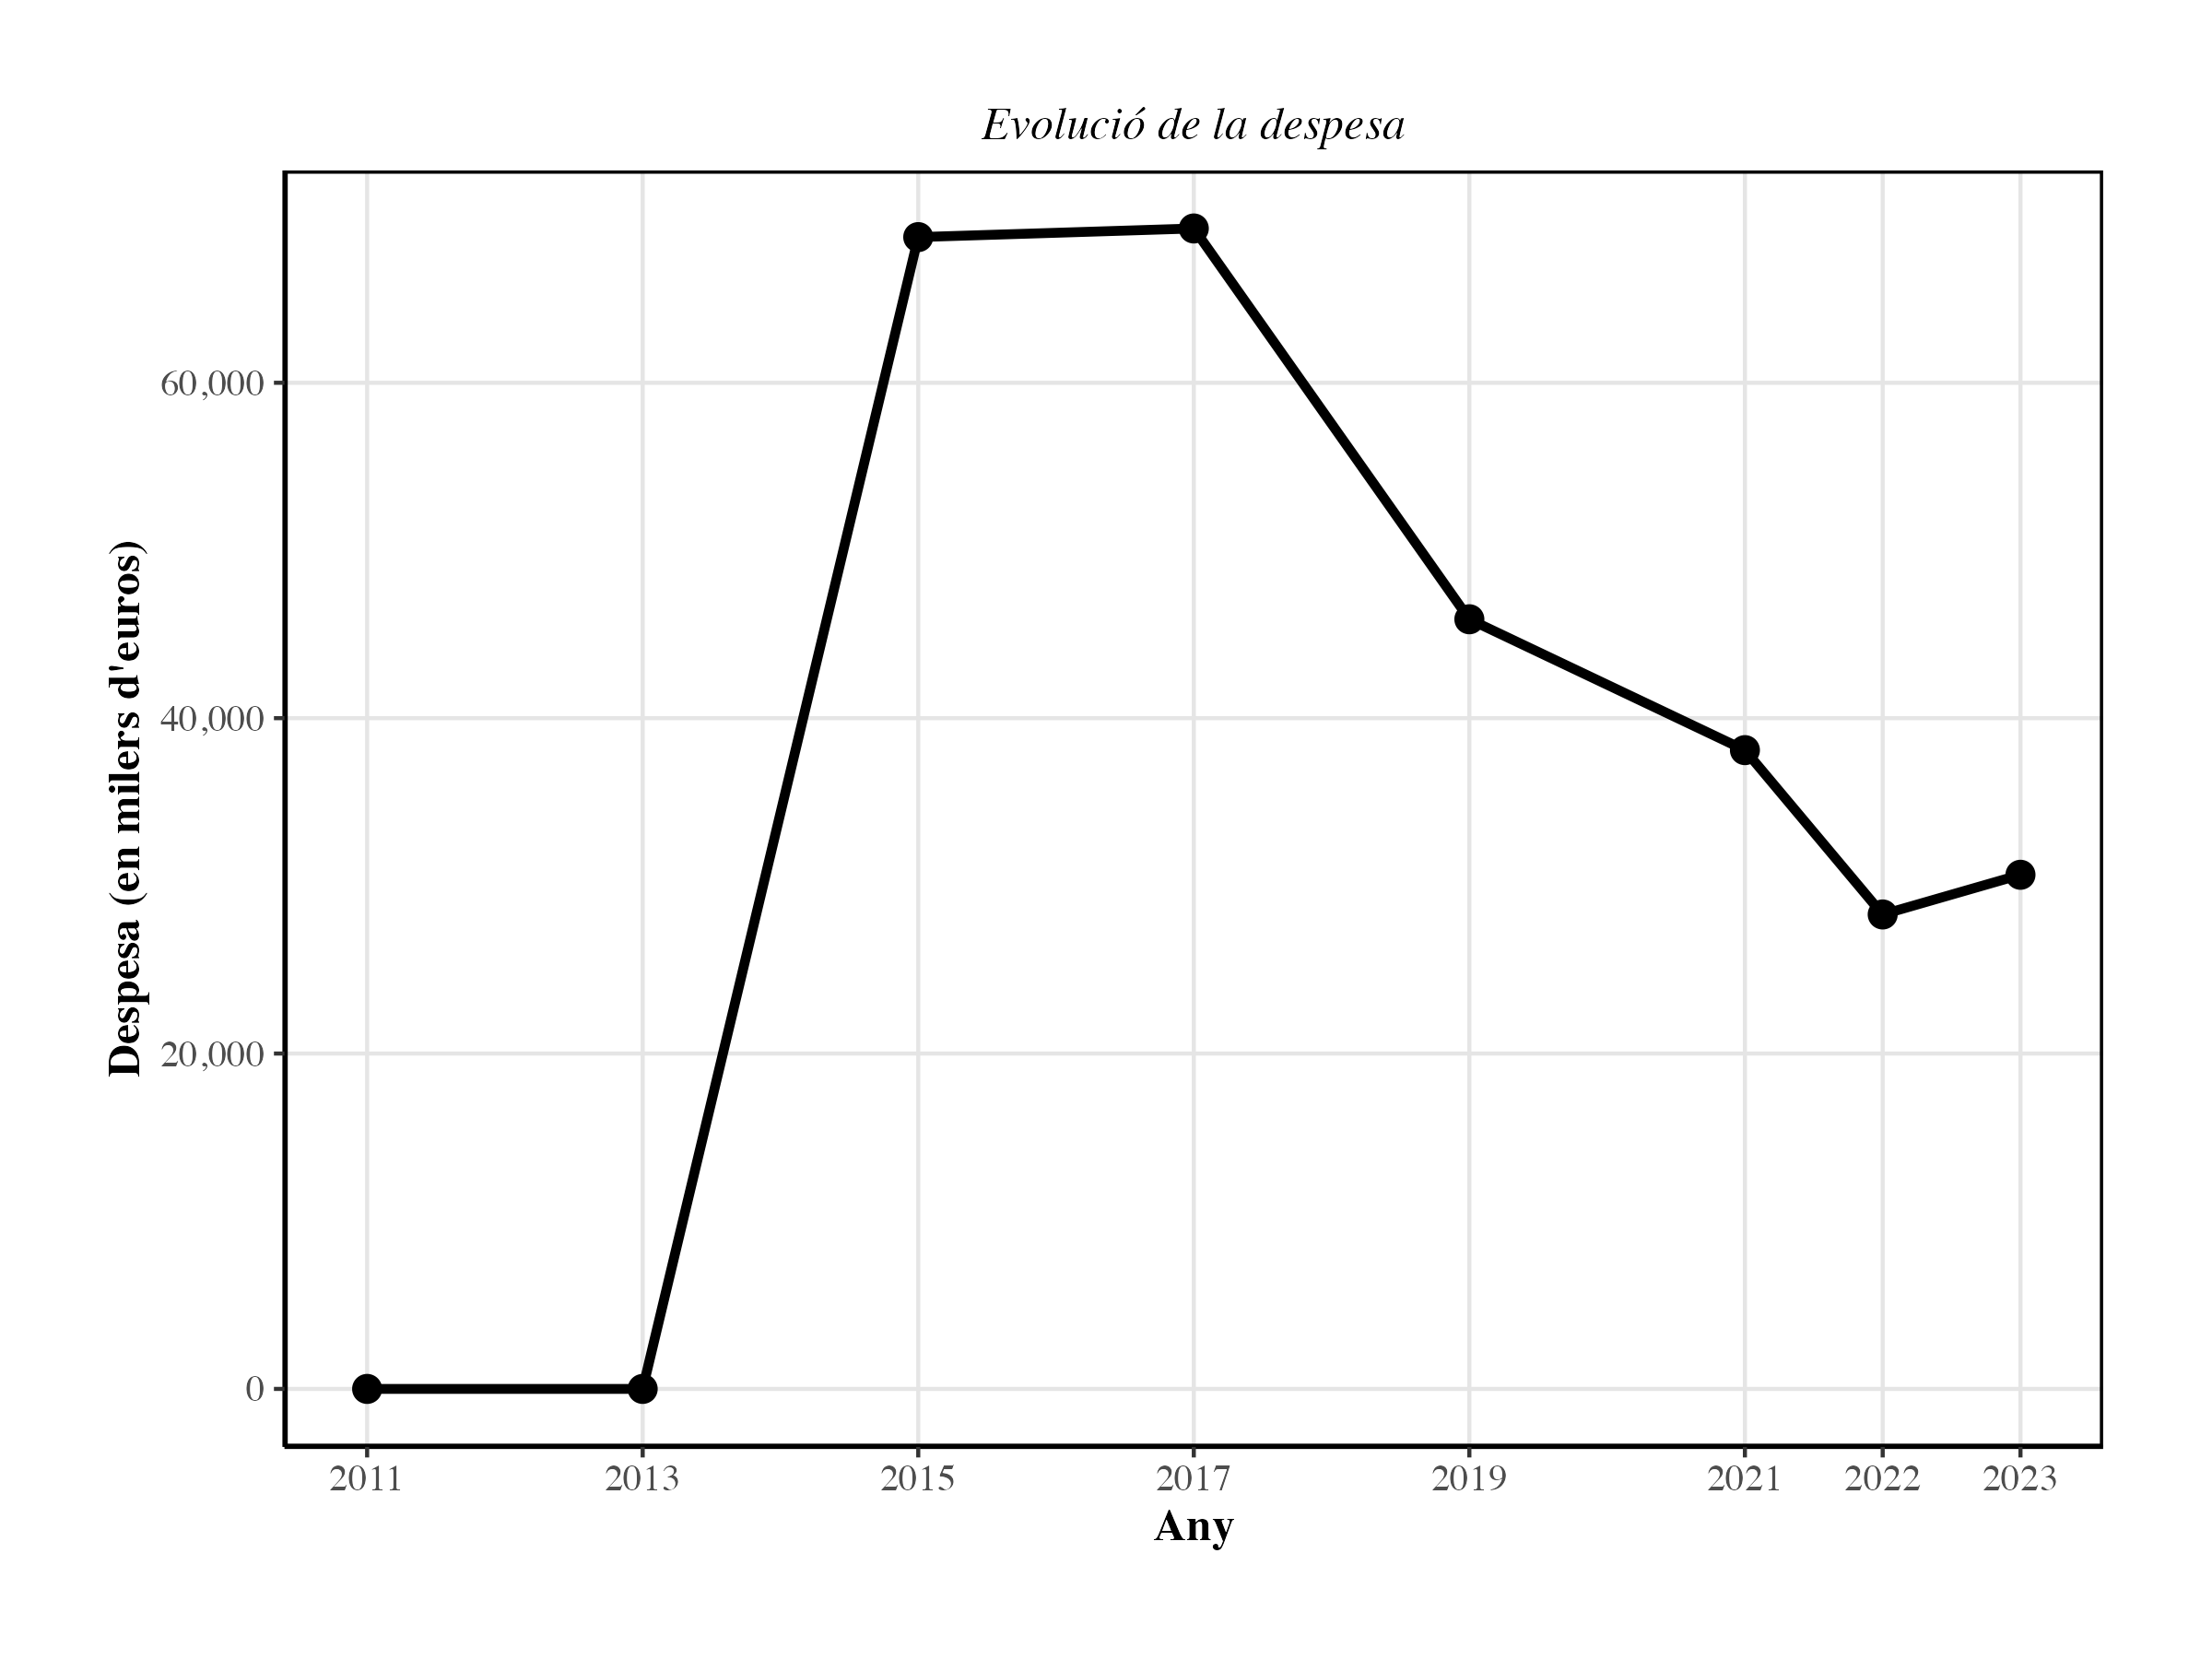 Evolució de la despesa
Despesa (en milers d'euros)
60,000
40,000
20,000
0
2011 2013 2015 2017 2019 2021 2022 2023
Any